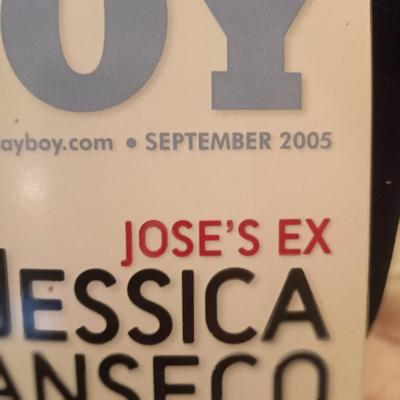 OY
ayboy.com • SEPTEMBER 2005
JOSE'S EX
JESSICA
ANSECO